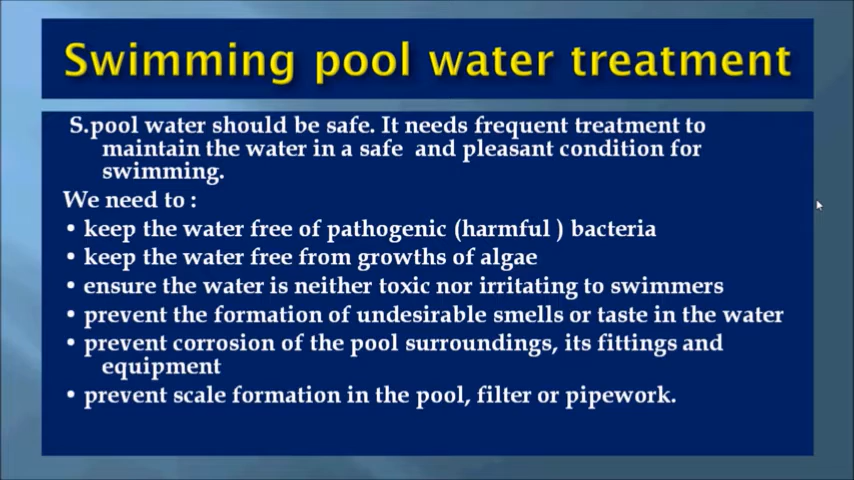 Swimming pool water treatment
S.pool water should be safe. It needs frequent treatment to
maintain the water in a safe and pleasant condition for
swimming.
We need to :
• keep the water free of pathogenic (harmful ) bacteria
• keep the water free from growths of algae
• ensure the water is neither toxic nor irritating to swimmers
• prevent the formation of undesirable smells or taste in the water
• prevent corrosion of the pool surroundings, its fittings and
equipment
• prevent scale formation in the pool, filter or pipework.